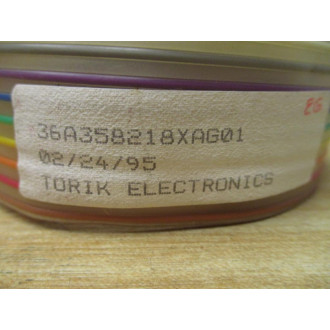 36A358218XAG01
02/24/95
TORIK ELECTRONICS